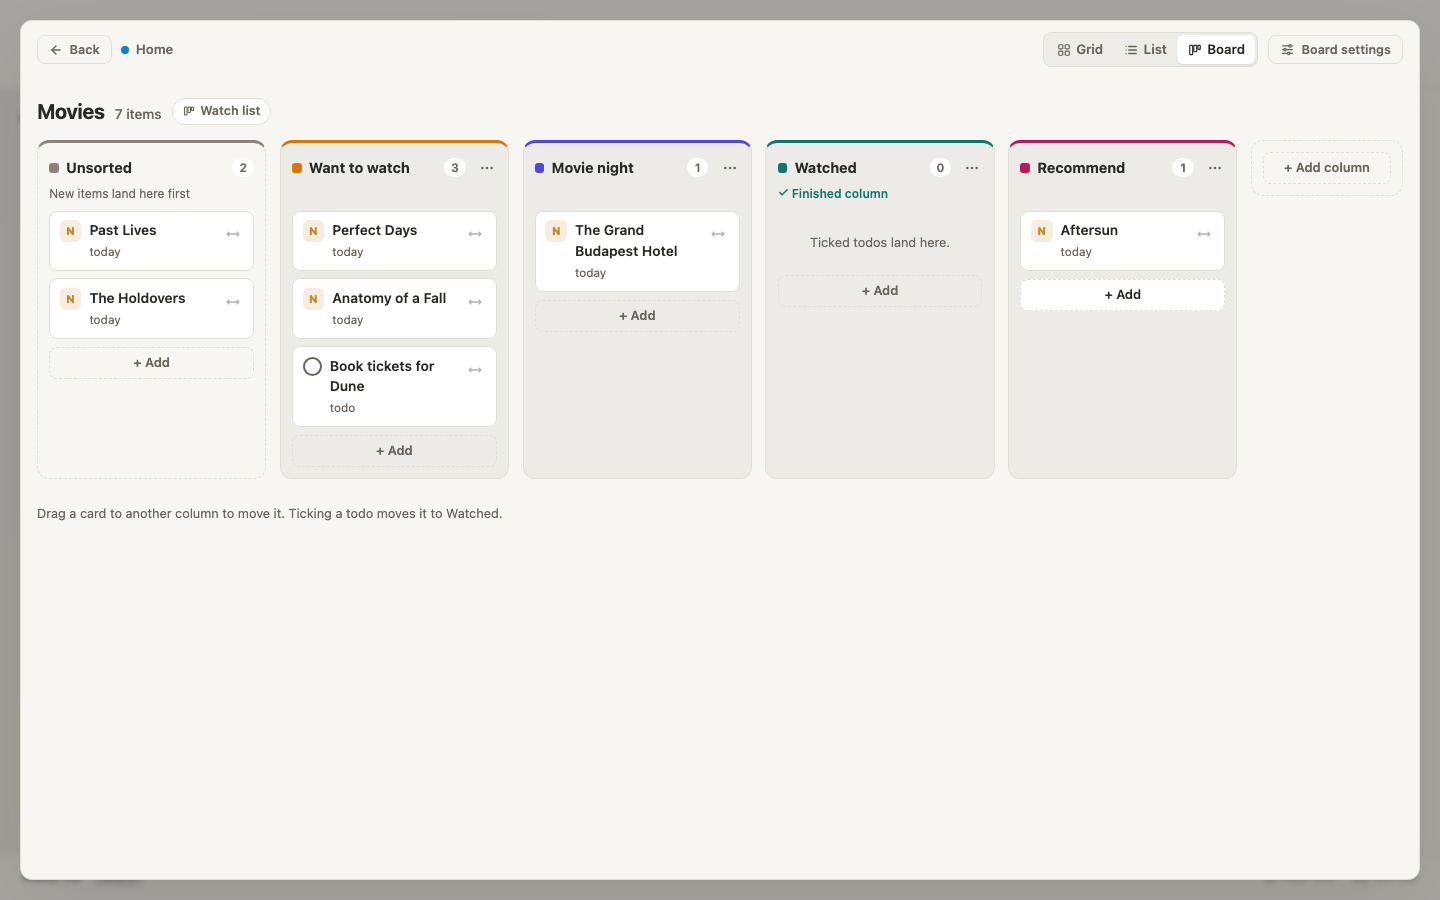 Back
Home
Grid
List
Board
Board settings
Movies
7 items
Watch list
Unsorted
2
New items land here first
N
Past Lives
today
N
The Holdovers
today
+ Add
Want to watch
3
N
Perfect Days
today
N
Anatomy of a Fall
today
Book tickets for
Dune
todo
+ Add
Movie night
1
N
The Grand
Budapest Hotel
today
+ Add
Watched
0
Finished column
Ticked todos land here.
+ Add
Recommend
1
N
Aftersun
today
+ Add
+ Add column
Drag a card to another column to move it. Ticking a todo moves it to Watched.